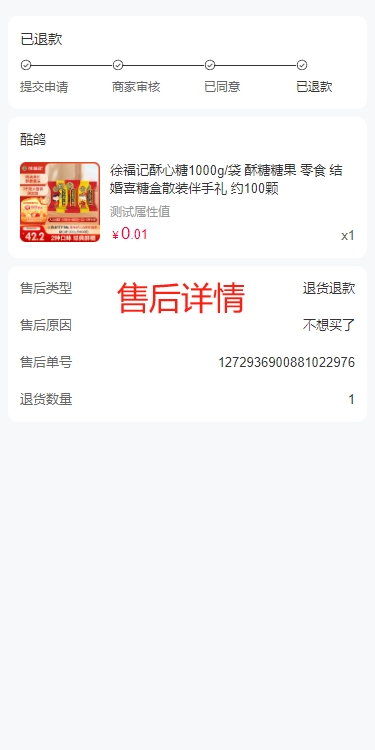 已退款
提交申请 商家审核 已同意 已退款
酷鸽
徐福记酥心糖1000g/袋 酥糖糖果 零食 结
婚喜糖盒散装伴手礼 约100颗
测试属性值
¥0.01 x1
42.2
售后类型 退货退款
售后详情
售后原因 不想买了
售后单号 1272936900881022976
退货数量 1